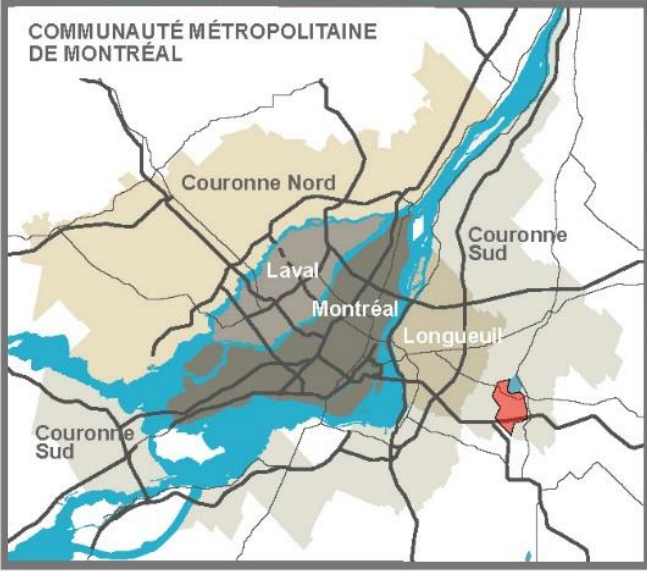 COMMUNAUTÉ MÉTROPOLITAINE
DE MONTRÉAL
Couronne Nord
Couronne
Sud
Laval
Montréal
Longueuil
Couronne
Sud